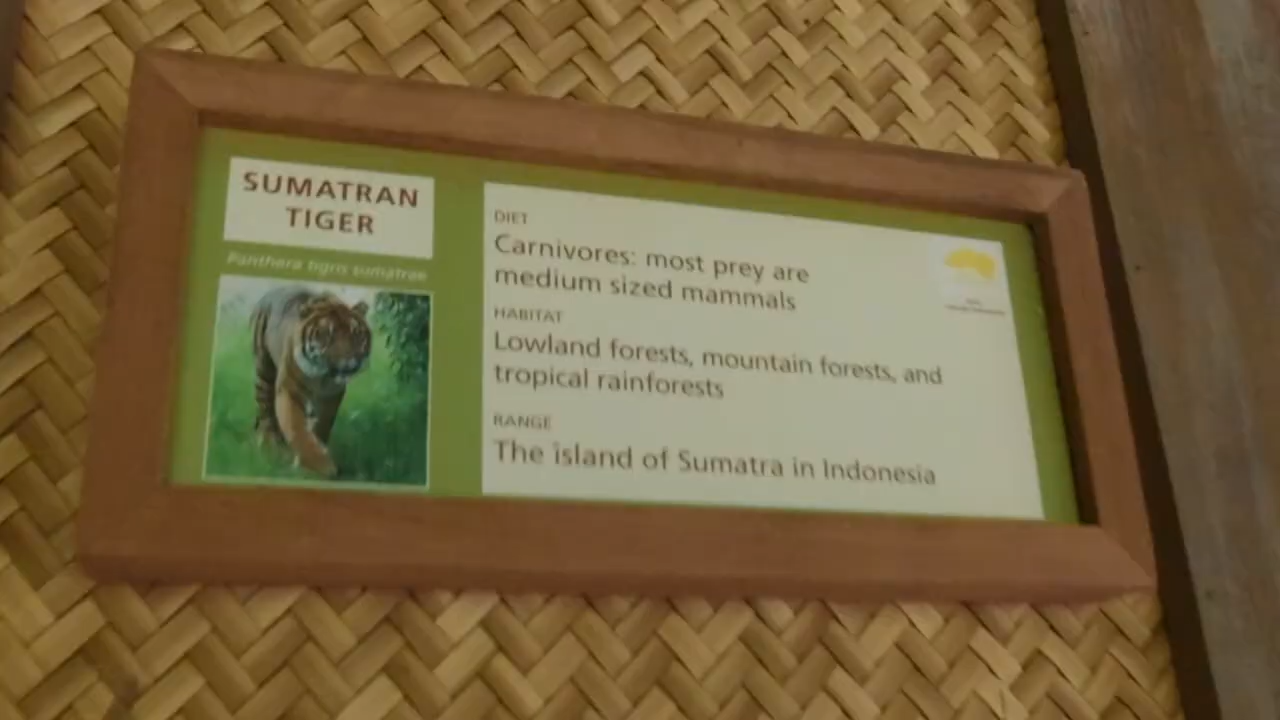 SUMATRAN
TIGER
Panthera tigris sumatrae
DIET
Carnivores: most prey are
medium sized mammals
HABITAT
Lowland forests, mountain forests, and
tropical rainforests
RANGE
The island of Sumatra in Indonesia